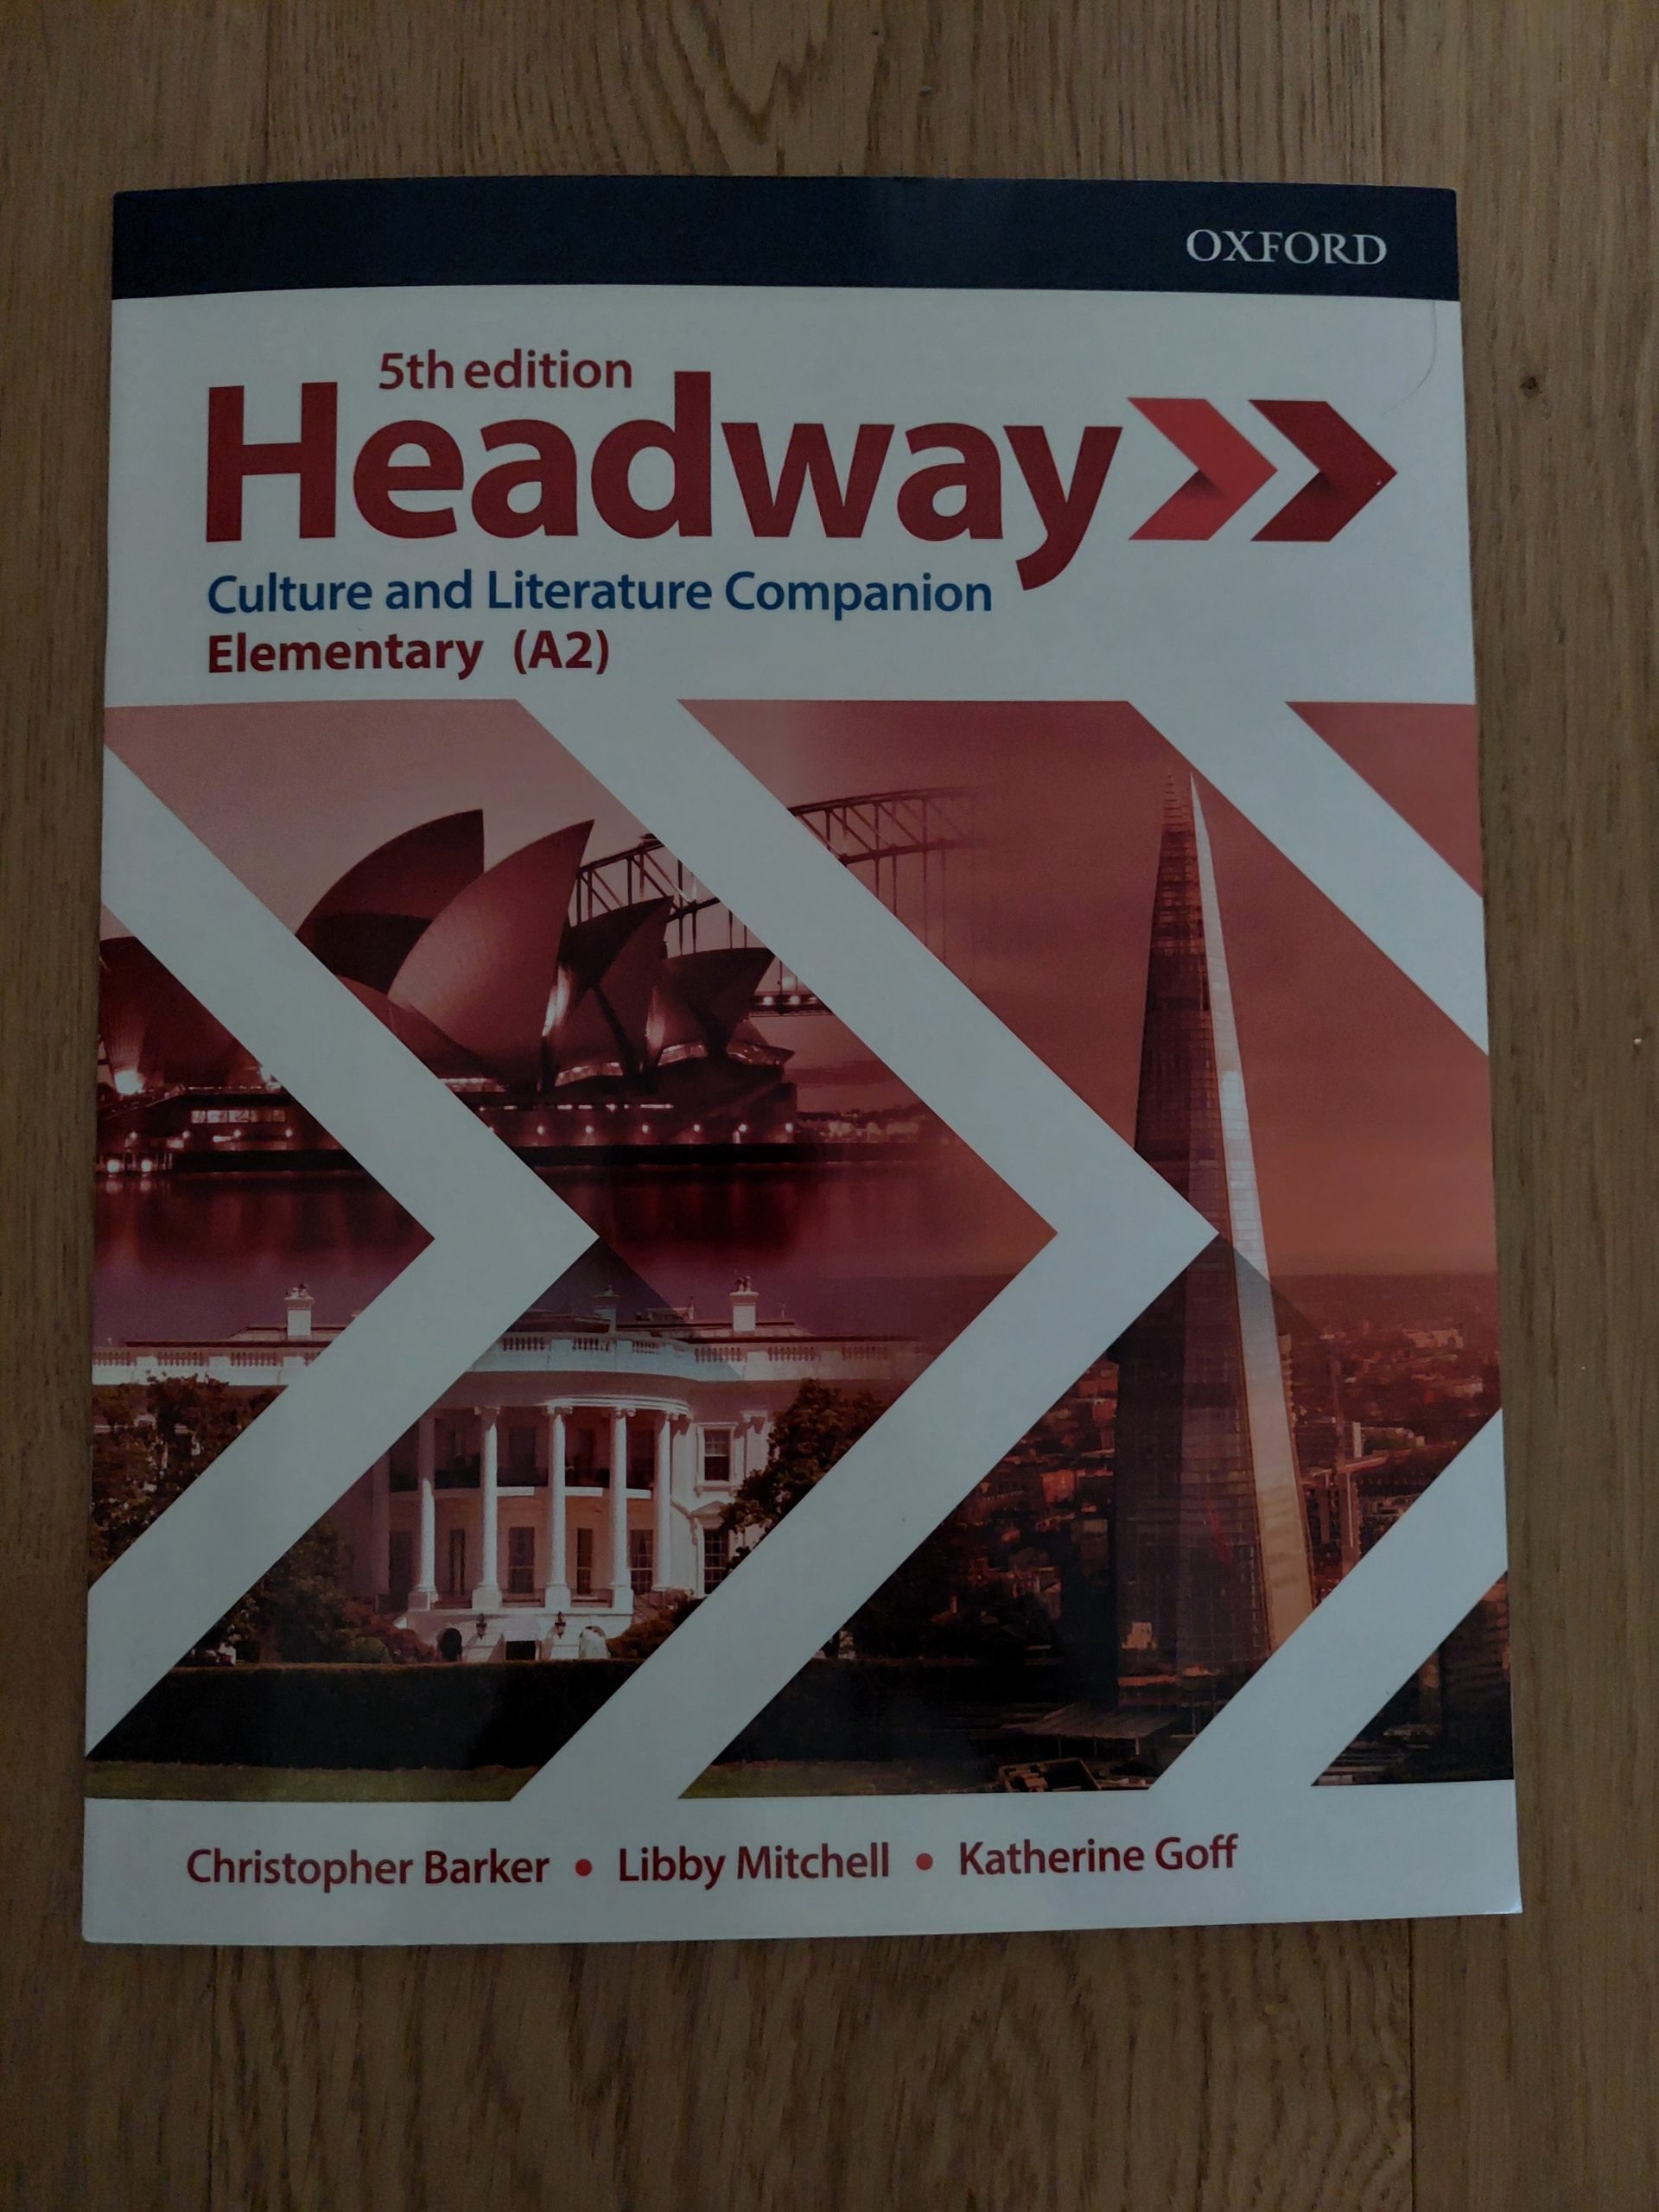 OXFORD
5th edition
Headway
Culture and Literature Companion
Elementary (A2)
Christopher Barker • Libby Mitchell • Katherine Goff